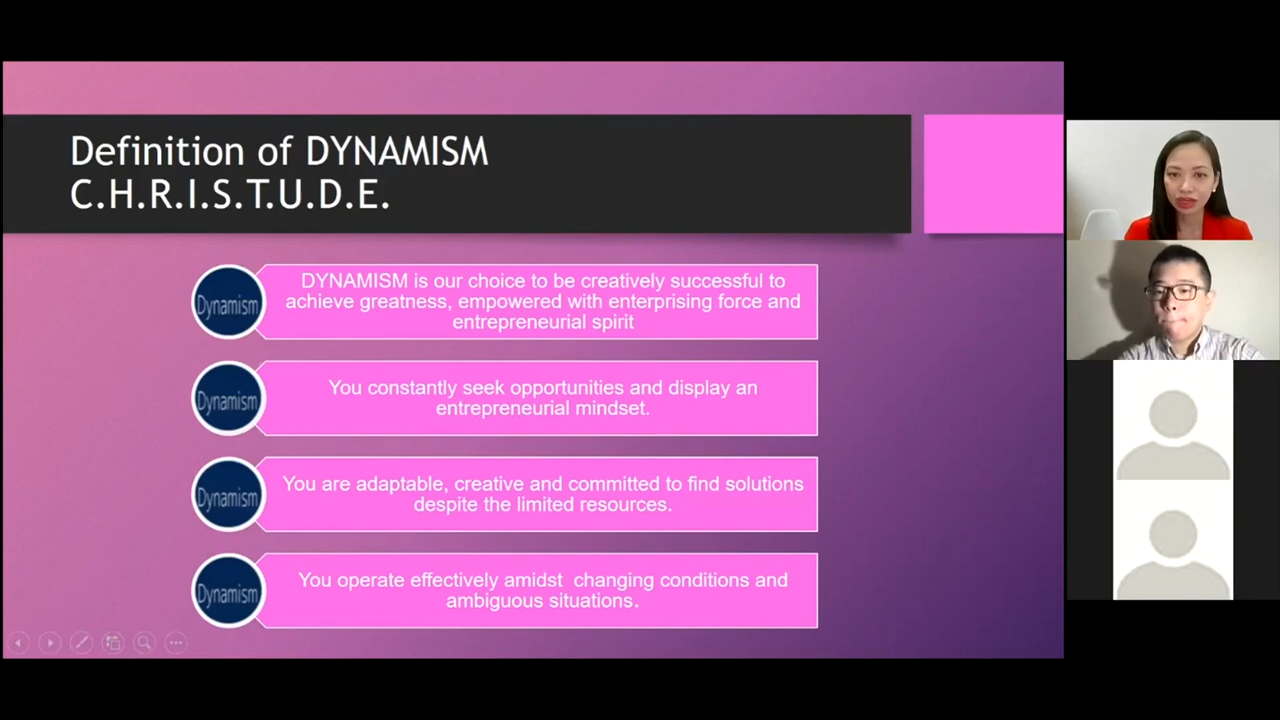 Definition of DYNAMISM
C.H.R.I.S.T.U.D.E.
Dynamism
DYNAMISM is our choice to be creatively successful to
achieve greatness, empowered with enterprising force and
entrepreneurial spirit
Dynamism
You constantly seek opportunities and display an
entrepreneurial mindset.
Dynamism
You are adaptable, creative and committed to find solutions
despite the limited resources.
Dynamism
You operate effectively amidst  changing conditions and
ambiguous situations.